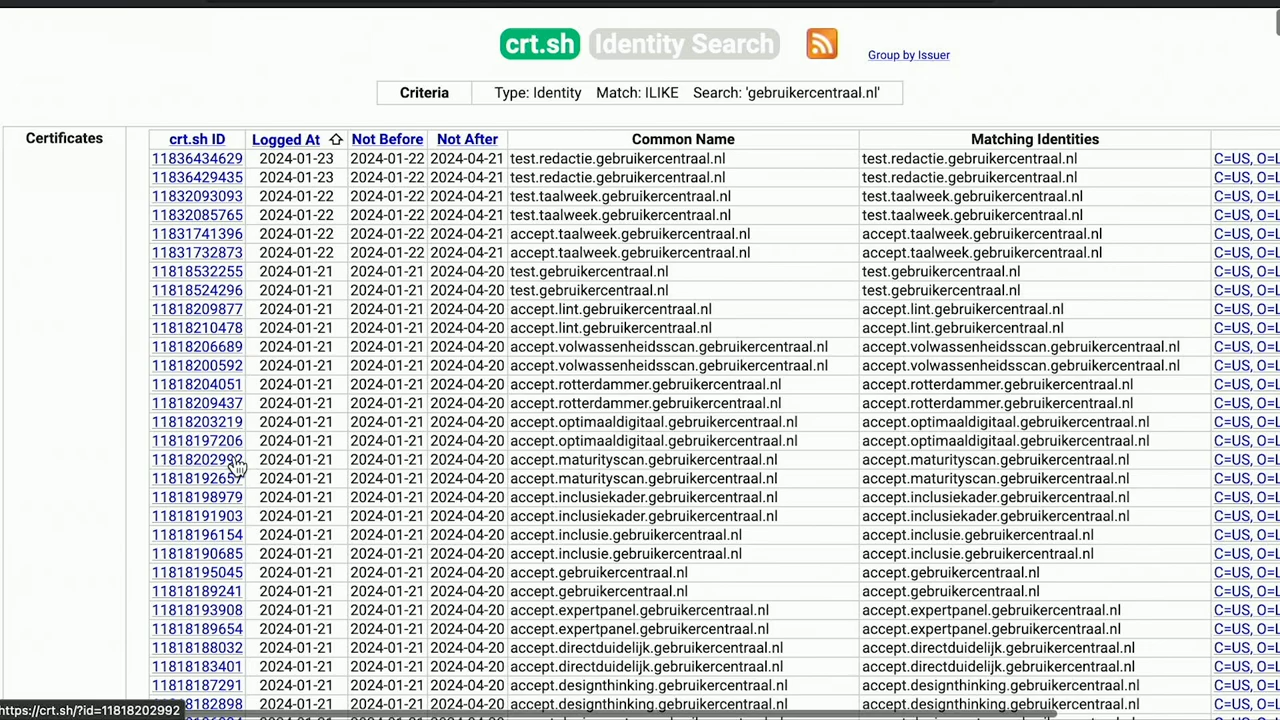 crt.sh Identity Search Group by Issuer
Criteria Type: Identity Match: ILIKE Search: 'gebruikercentraal.nl'
Certificates crt.sh ID Logged At ⇧ Not Before Not After Common Name Matching Identities
11836434629 2024-01-23 2024-01-22 2024-04-21 test.redactie.gebruikercentraal.nl test.redactie.gebruikercentraal.nl C=US, O=L
11836429435 2024-01-23 2024-01-22 2024-04-21 test.redactie.gebruikercentraal.nl test.redactie.gebruikercentraal.nl C=US, O=L
11832093093 2024-01-22 2024-01-22 2024-04-21 test.taalweek.gebruikercentraal.nl test.taalweek.gebruikercentraal.nl C=US, O=L
11832085765 2024-01-22 2024-01-22 2024-04-21 test.taalweek.gebruikercentraal.nl test.taalweek.gebruikercentraal.nl C=US, O=L
11831741396 2024-01-22 2024-01-22 2024-04-21 accept.taalweek.gebruikercentraal.nl accept.taalweek.gebruikercentraal.nl C=US, O=L
11831732873 2024-01-22 2024-01-22 2024-04-21 accept.taalweek.gebruikercentraal.nl accept.taalweek.gebruikercentraal.nl C=US, O=L
11818532255 2024-01-21 2024-01-21 2024-04-20 test.gebruikercentraal.nl test.gebruikercentraal.nl C=US, O=L
11818524296 2024-01-21 2024-01-21 2024-04-20 test.gebruikercentraal.nl test.gebruikercentraal.nl C=US, O=L
11818209877 2024-01-21 2024-01-21 2024-04-20 accept.lint.gebruikercentraal.nl accept.lint.gebruikercentraal.nl C=US, O=L
11818210478 2024-01-21 2024-01-21 2024-04-20 accept.lint.gebruikercentraal.nl accept.lint.gebruikercentraal.nl C=US, O=L
11818206689 2024-01-21 2024-01-21 2024-04-20 accept.volwassenheidsscan.gebruikercentraal.nl accept.volwassenheidsscan.gebruikercentraal.nl C=US, O=L
11818200592 2024-01-21 2024-01-21 2024-04-20 accept.volwassenheidsscan.gebruikercentraal.nl accept.volwassenheidsscan.gebruikercentraal.nl C=US, O=L
11818204051 2024-01-21 2024-01-21 2024-04-20 accept.rotterdammer.gebruikercentraal.nl accept.rotterdammer.gebruikercentraal.nl C=US, O=L
11818209437 2024-01-21 2024-01-21 2024-04-20 accept.rotterdammer.gebruikercentraal.nl accept.rotterdammer.gebruikercentraal.nl C=US, O=L
11818203219 2024-01-21 2024-01-21 2024-04-20 accept.optimaaldigitaal.gebruikercentraal.nl accept.optimaaldigitaal.gebruikercentraal.nl C=US, O=L
11818197206 2024-01-21 2024-01-21 2024-04-20 accept.optimaaldigitaal.gebruikercentraal.nl accept.optimaaldigitaal.gebruikercentraal.nl C=US, O=L
11818202992 2024-01-21 2024-01-21 2024-04-20 accept.maturityscan.gebruikercentraal.nl accept.maturityscan.gebruikercentraal.nl C=US, O=L
11818192657 2024-01-21 2024-01-21 2024-04-20 accept.maturityscan.gebruikercentraal.nl accept.maturityscan.gebruikercentraal.nl C=US, O=L
11818198979 2024-01-21 2024-01-21 2024-04-20 accept.inclusiekader.gebruikercentraal.nl accept.inclusiekader.gebruikercentraal.nl C=US, O=L
11818191903 2024-01-21 2024-01-21 2024-04-20 accept.inclusiekader.gebruikercentraal.nl accept.inclusiekader.gebruikercentraal.nl C=US, O=L
11818196154 2024-01-21 2024-01-21 2024-04-20 accept.inclusie.gebruikercentraal.nl accept.inclusie.gebruikercentraal.nl C=US, O=L
11818190685 2024-01-21 2024-01-21 2024-04-20 accept.inclusie.gebruikercentraal.nl accept.inclusie.gebruikercentraal.nl C=US, O=L
11818195045 2024-01-21 2024-01-21 2024-04-20 accept.gebruikercentraal.nl accept.gebruikercentraal.nl C=US, O=L
11818189241 2024-01-21 2024-01-21 2024-04-20 accept.gebruikercentraal.nl accept.gebruikercentraal.nl C=US, O=L
11818193908 2024-01-21 2024-01-21 2024-04-20 accept.expertpanel.gebruikercentraal.nl accept.expertpanel.gebruikercentraal.nl C=US, O=L
11818189654 2024-01-21 2024-01-21 2024-04-20 accept.expertpanel.gebruikercentraal.nl accept.expertpanel.gebruikercentraal.nl C=US, O=L
11818188032 2024-01-21 2024-01-21 2024-04-20 accept.directduidelijk.gebruikercentraal.nl accept.directduidelijk.gebruikercentraal.nl C=US, O=L
11818183401 2024-01-21 2024-01-21 2024-04-20 accept.directduidelijk.gebruikercentraal.nl accept.directduidelijk.gebruikercentraal.nl C=US, O=L
11818187291 2024-01-21 2024-01-21 2024-04-20 accept.designthinking.gebruikercentraal.nl accept.designthinking.gebruikercentraal.nl C=US, O=L
182898 2024-01-21 2024-01-21 2024-04-20 accept.designthinking.gebruikercentraal.nl accept.designthinking.gebruikercentraal.nl C=US, O=L
https://crt.sh/?id=11818202992